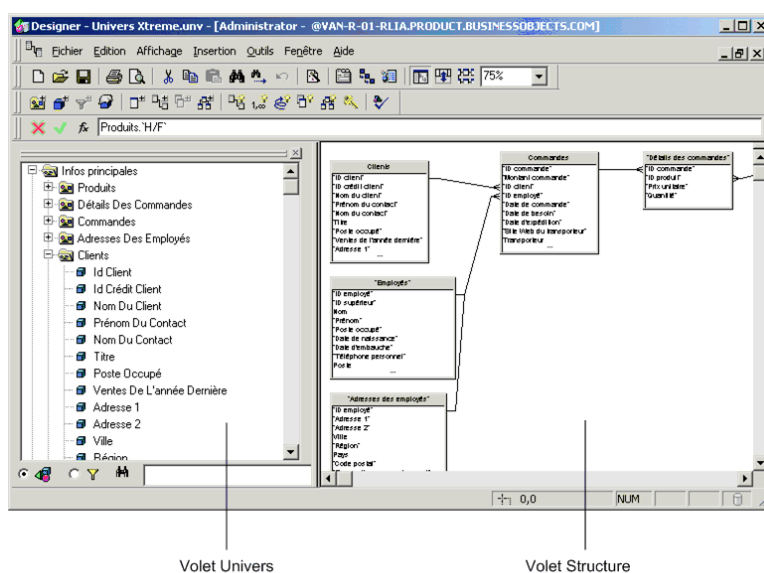 Designer - Univers Xtreme.unv - [Administrator - @VAN-R-01-RLIA.PRODUCT.BUSINESSOBJECTS.COM]
Fichier Edition Affichage Insertion Outils Fenêtre Aide
75%
Produits.`H/F`
Infos principales
Produits
Détails Des Commandes
Commandes
Adresses Des Employés
Clients
Id Client
Id Crédit Client
Nom Du Client
Prénom Du Contact
Nom Du Contact
Titre
Poste Occupé
Ventes De L'année Dernière
Adresse 1
Adresse 2
Ville
Région
Clients
"ID client"
"ID crédit client"
"Nom du client"
"Prénom du contact"
"Nom du contact"
Titre
"Poste occupé"
"Ventes de l'année dernière"
"Adresse 1"
...
Commandes
"ID commande"
"Montant commande"
"ID client"
"ID employé"
"Date de commande"
"Date de besoin"
"Date d'expédition"
"Site Web du transporteur"
Transporteur
...
"Détails des commandes"
"ID commande"
"ID produit"
"Prix unitaire"
"Quantité"
"Employés"
"ID employé"
"ID supérieur"
Nom
"Prénom"
"Poste occupé"
"Date de naissance"
"Date d'embauche"
"Téléphone personnel"
Poste
...
"Adresses des employés"
"ID employé"
"Adresse 1"
"Adresse 2"
Ville
"Région"
Pays
"Code postal"
0,0
NUM
Volet Univers
Volet Structure